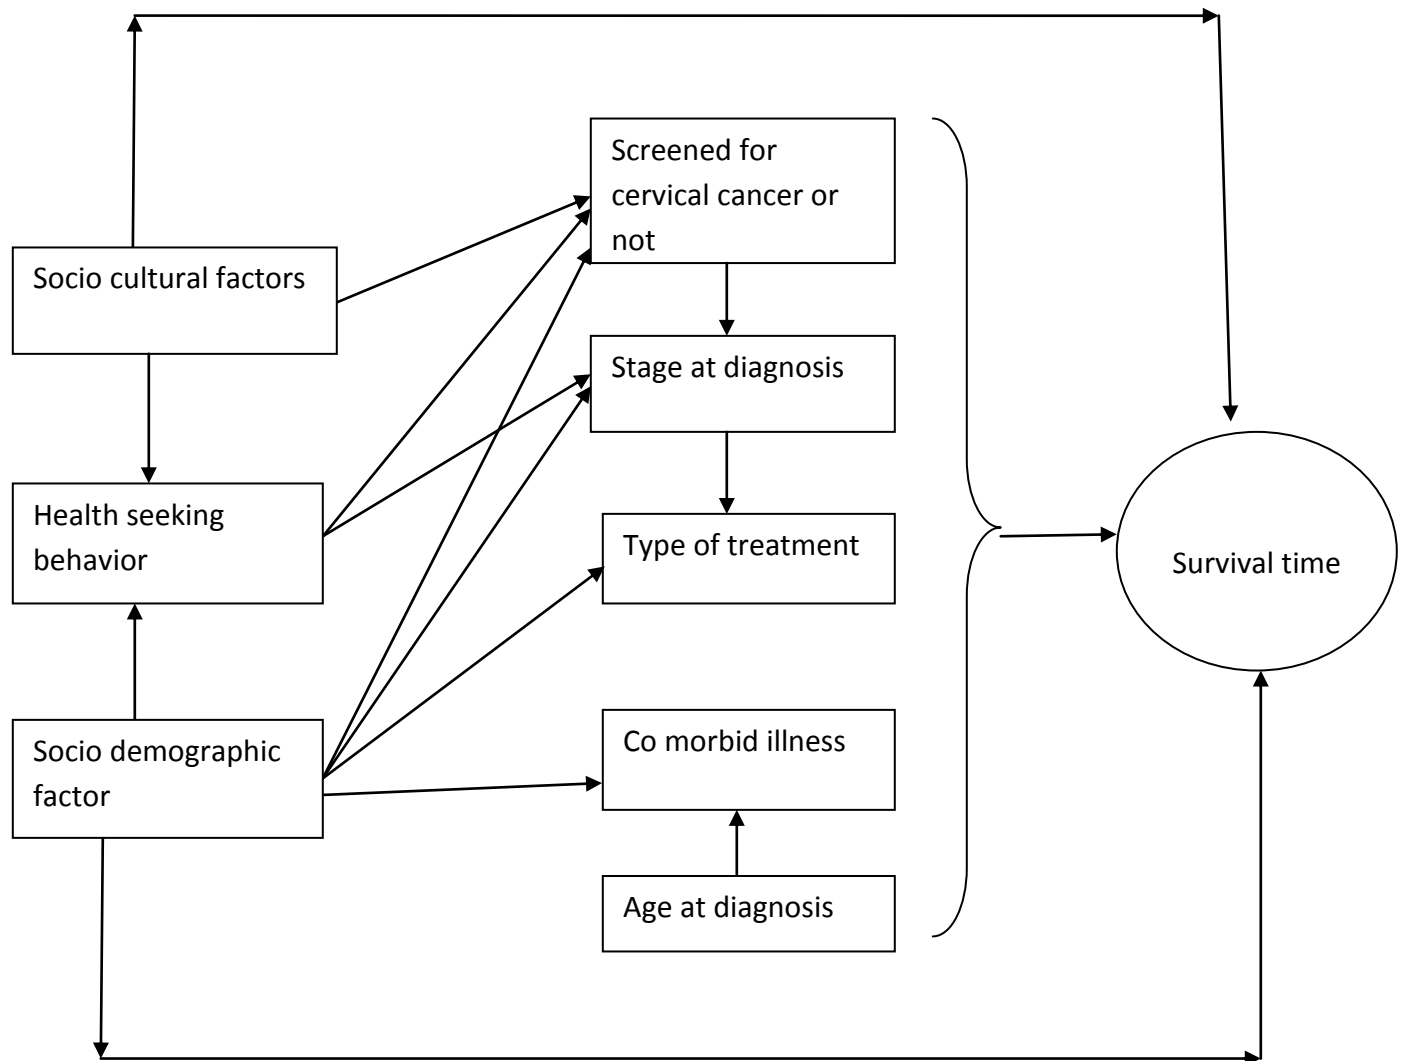 Screened for
cervical cancer or
not
Socio cultural factors
Stage at diagnosis
Health seeking
behavior
Type of treatment
Survival time
Socio demographic
factor
Co morbid illness
Age at diagnosis